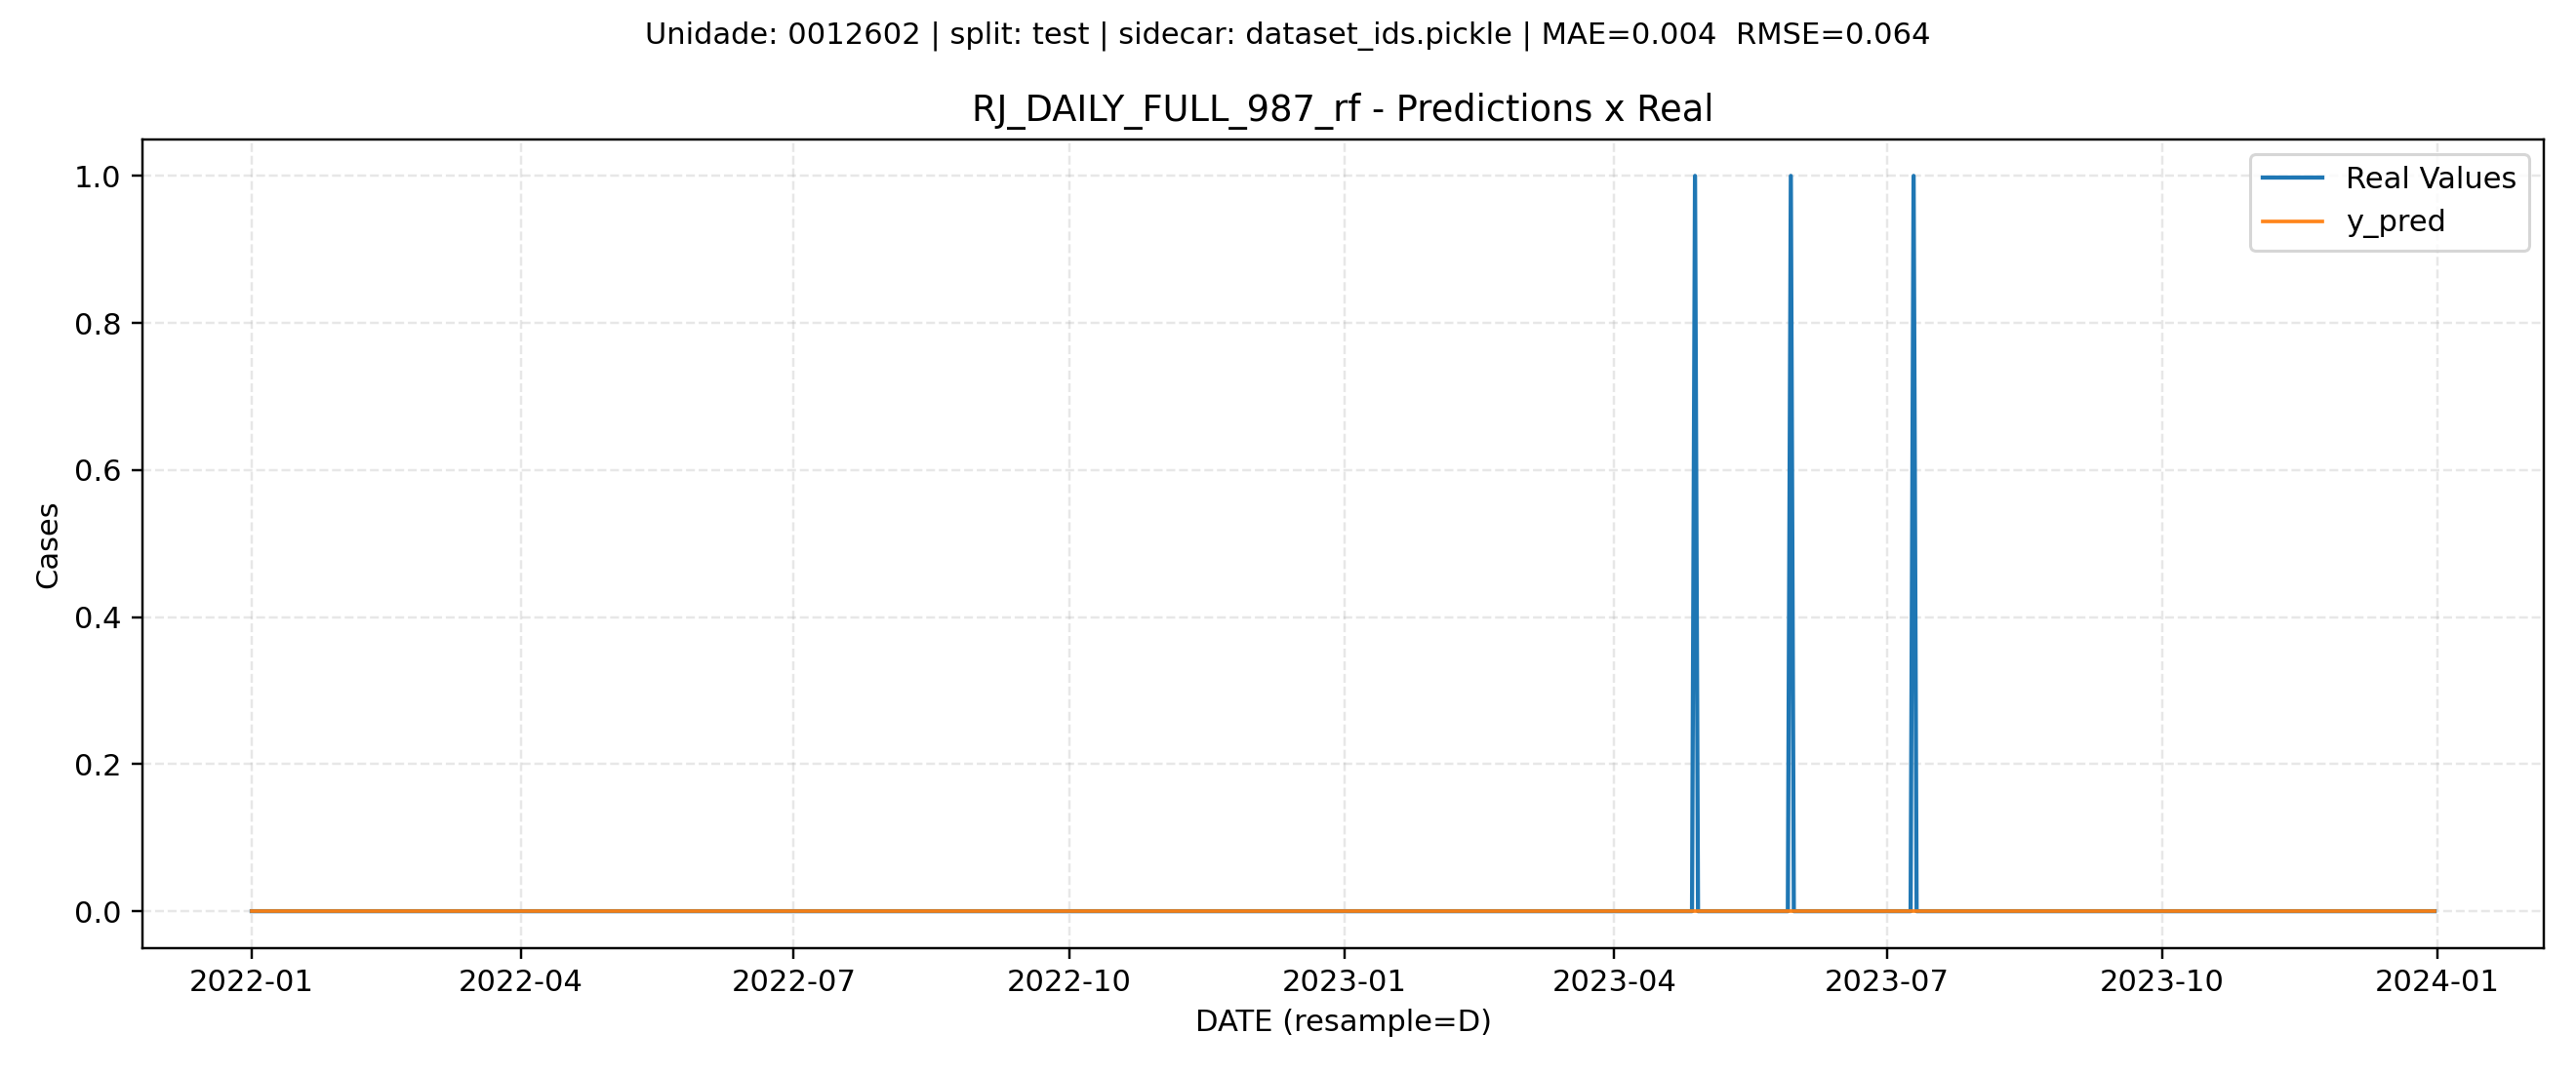 Unidade: 0012602 | split: test | sidecar: dataset_ids.pickle | MAE=0.004  RMSE=0.064
RJ_DAILY_FULL_987_rf - Predictions x Real
Real Values
y_pred
Cases
1.0
0.8
0.6
0.4
0.2
0.0
2022-01 2022-04 2022-07 2022-10 2023-01 2023-04 2023-07 2023-10 2024-01
DATE (resample=D)